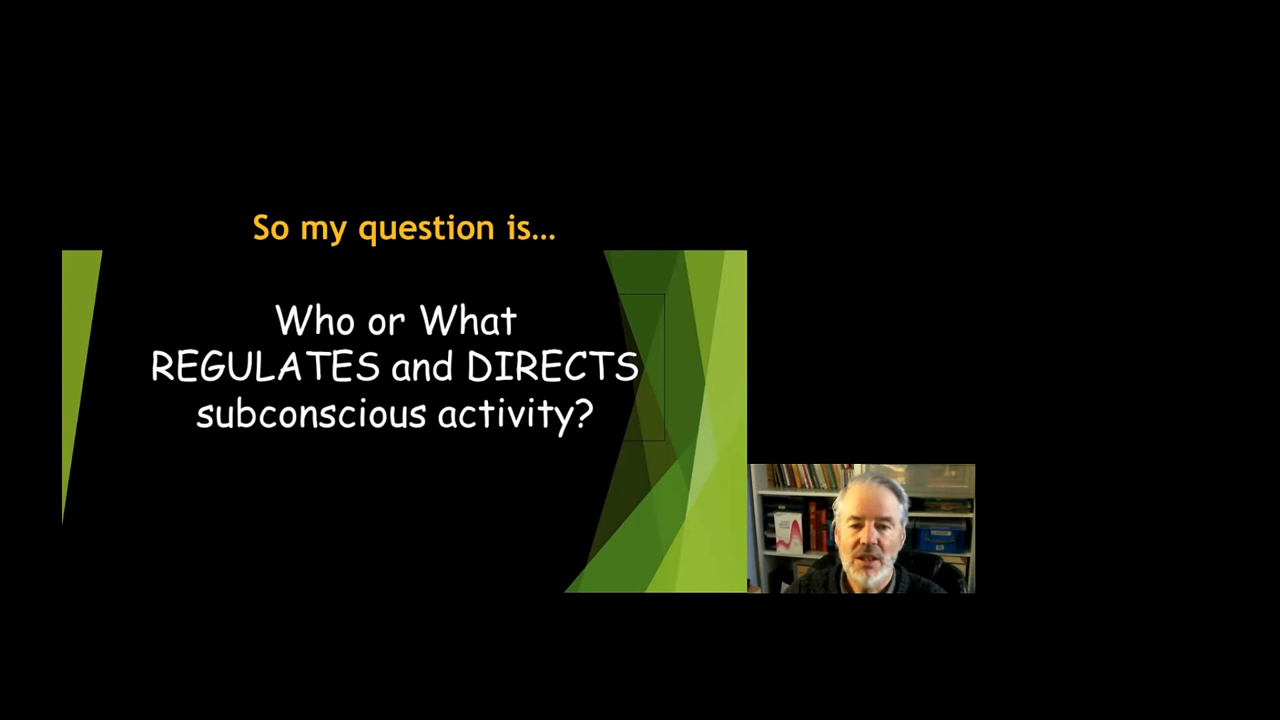 So my question is...
Who or What
REGULATES and DIRECTS
subconscious activity?